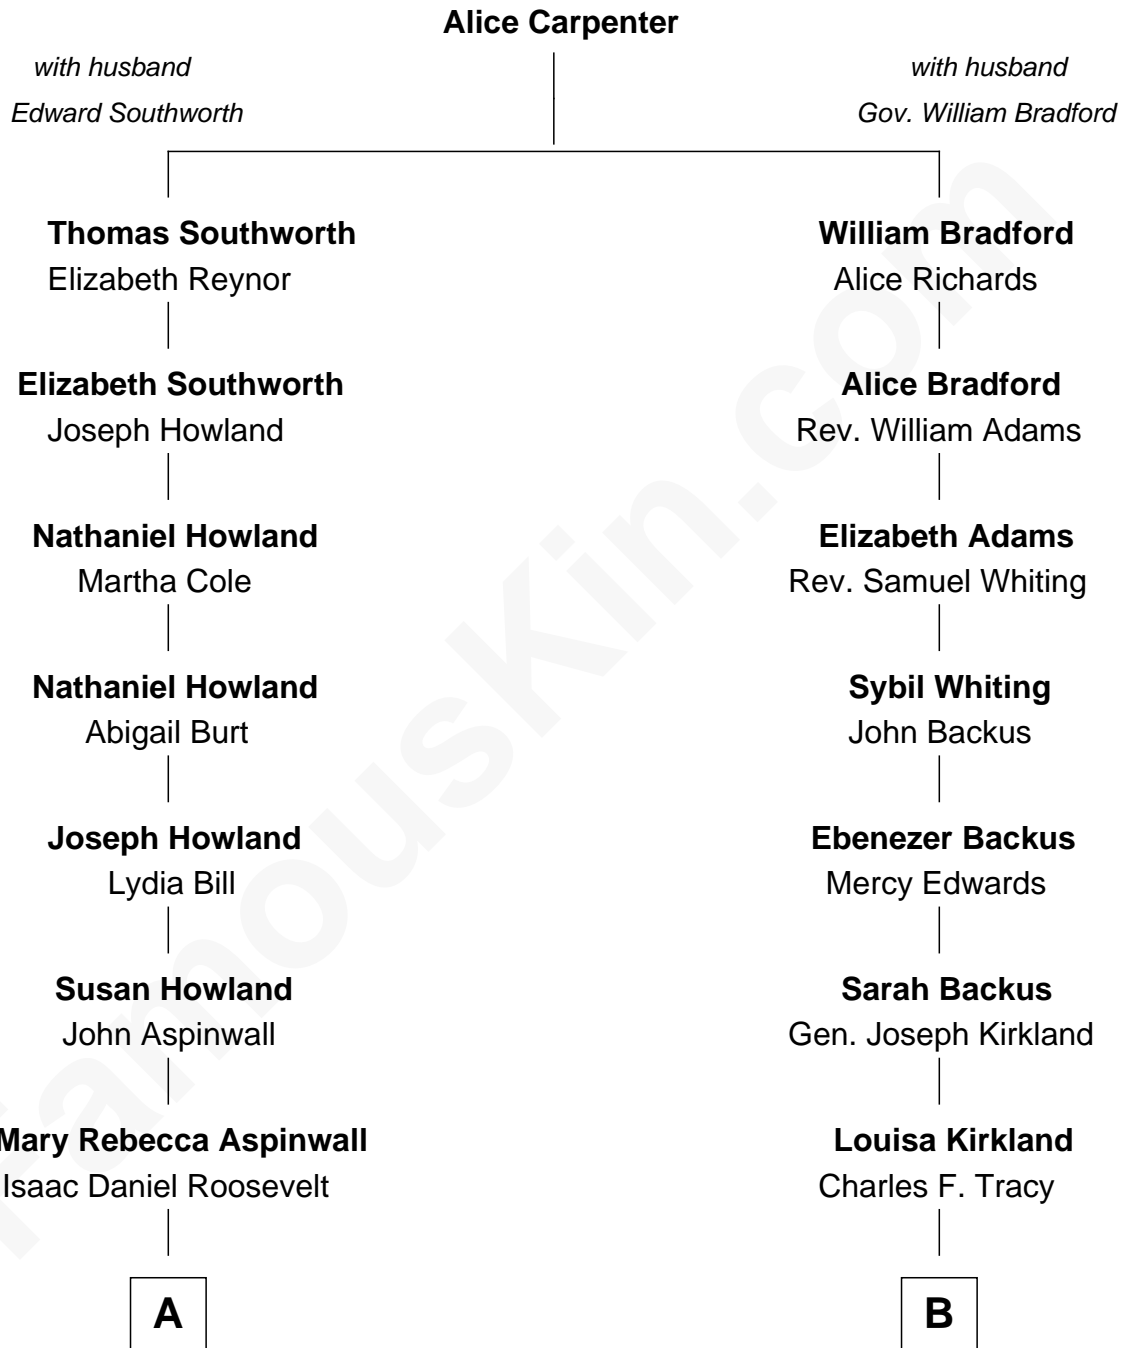 Alice Carpenter
with husband
Edward Southworth
with husband
Gov. William Bradford
Thomas Southworth
Elizabeth Reynor
William Bradford
Alice Richards
Elizabeth Southworth
Joseph Howland
Alice Bradford
Rev. William Adams
Nathaniel Howland
Martha Cole
Elizabeth Adams
Rev. Samuel Whiting
Nathaniel Howland
Abigail Burt
Sybil Whiting
John Backus
Joseph Howland
Lydia Bill
Ebenezer Backus
Mercy Edwards
Susan Howland
John Aspinwall
Sarah Backus
Gen. Joseph Kirkland
Mary Rebecca Aspinwall
Isaac Daniel Roosevelt
Louisa Kirkland
Charles F. Tracy
A
B
FamousKin.com